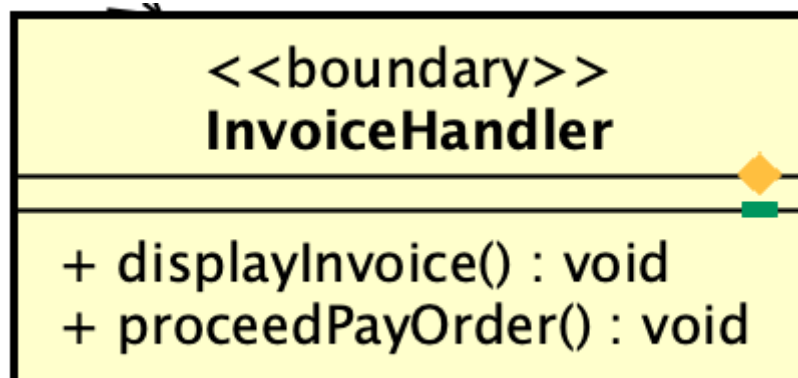 <<boundary>>
InvoiceHandler
+ displayInvoice() : void
+ proceedPayOrder() : void